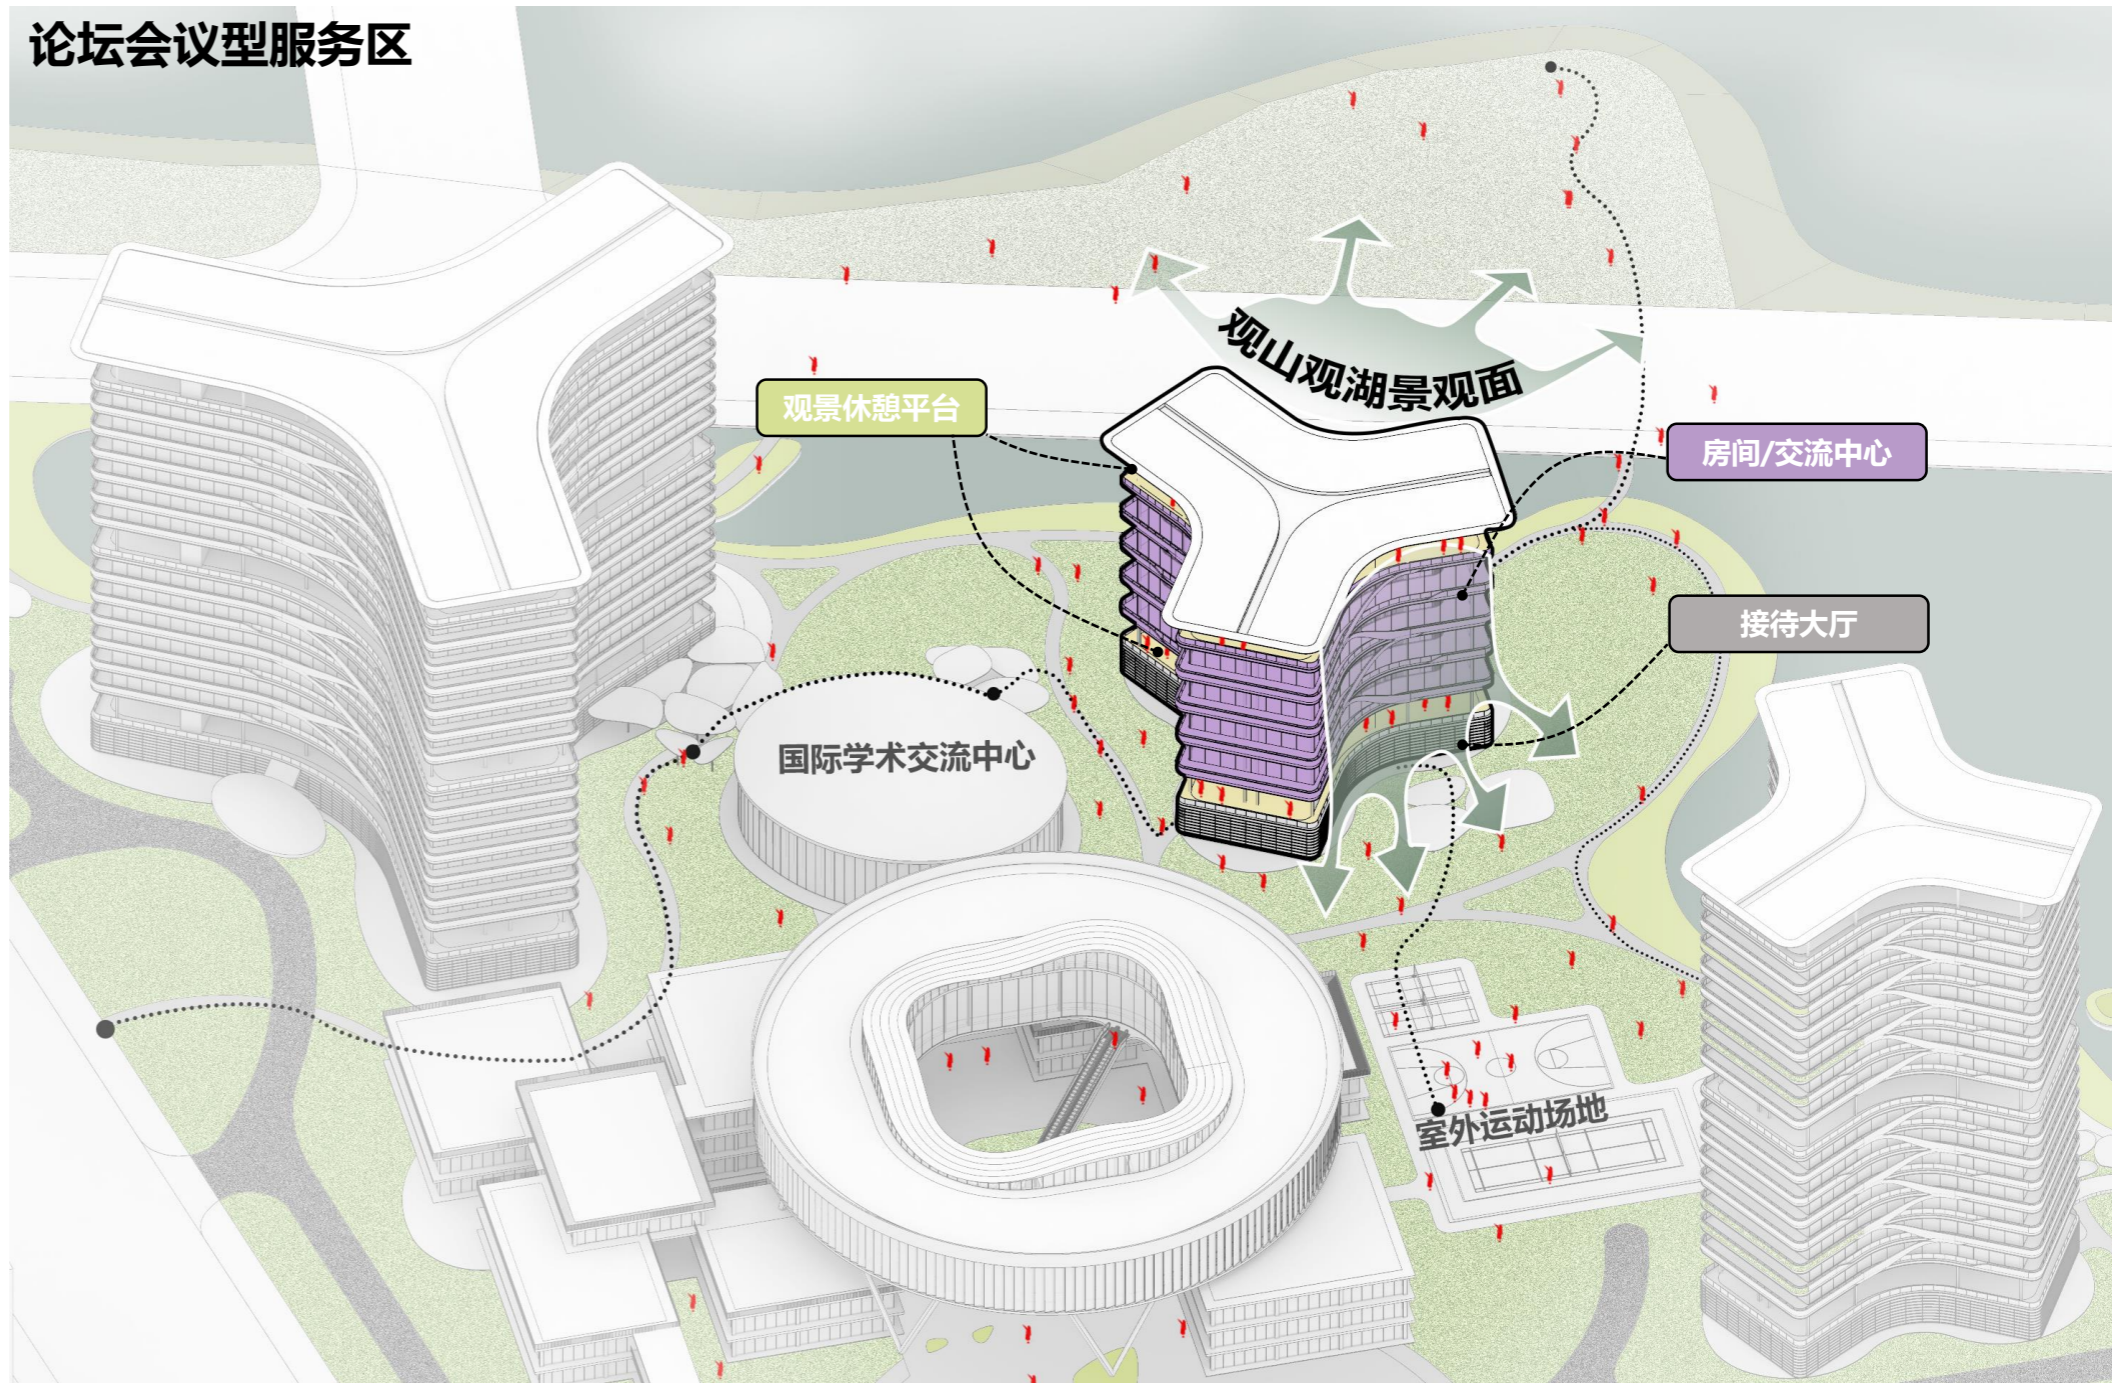 论坛会议型服务区
观山观湖景观面
观景休憩平台
房间/交流中心
接待大厅
国际学术交流中心
室外运动场地